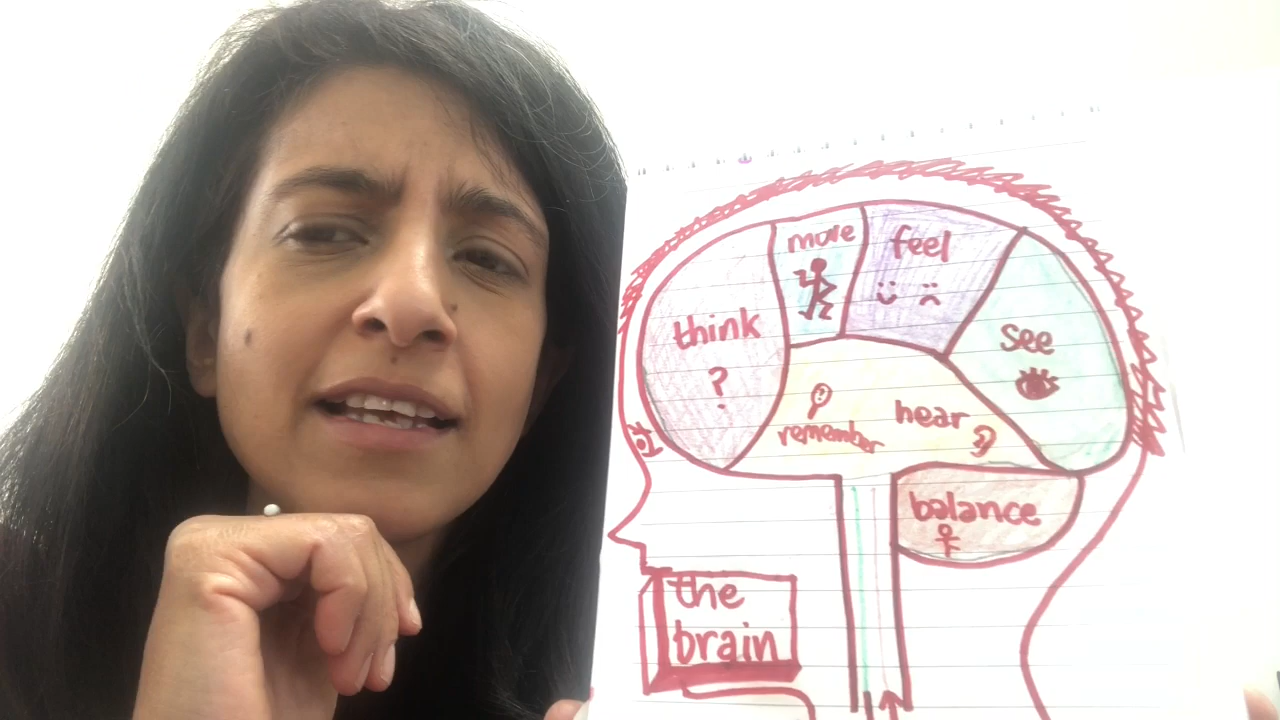 move
feel
think
?
see
remember
hear
balance
the
brain